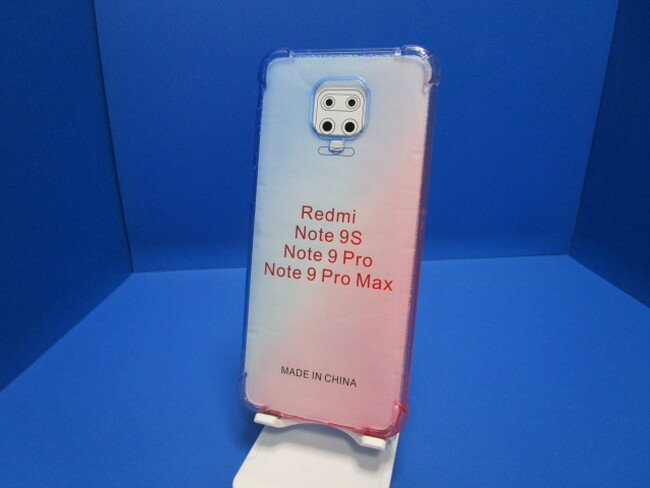 Redmi
Note 9S
Note 9 Pro
Note 9 Pro Max
MADE IN CHINA